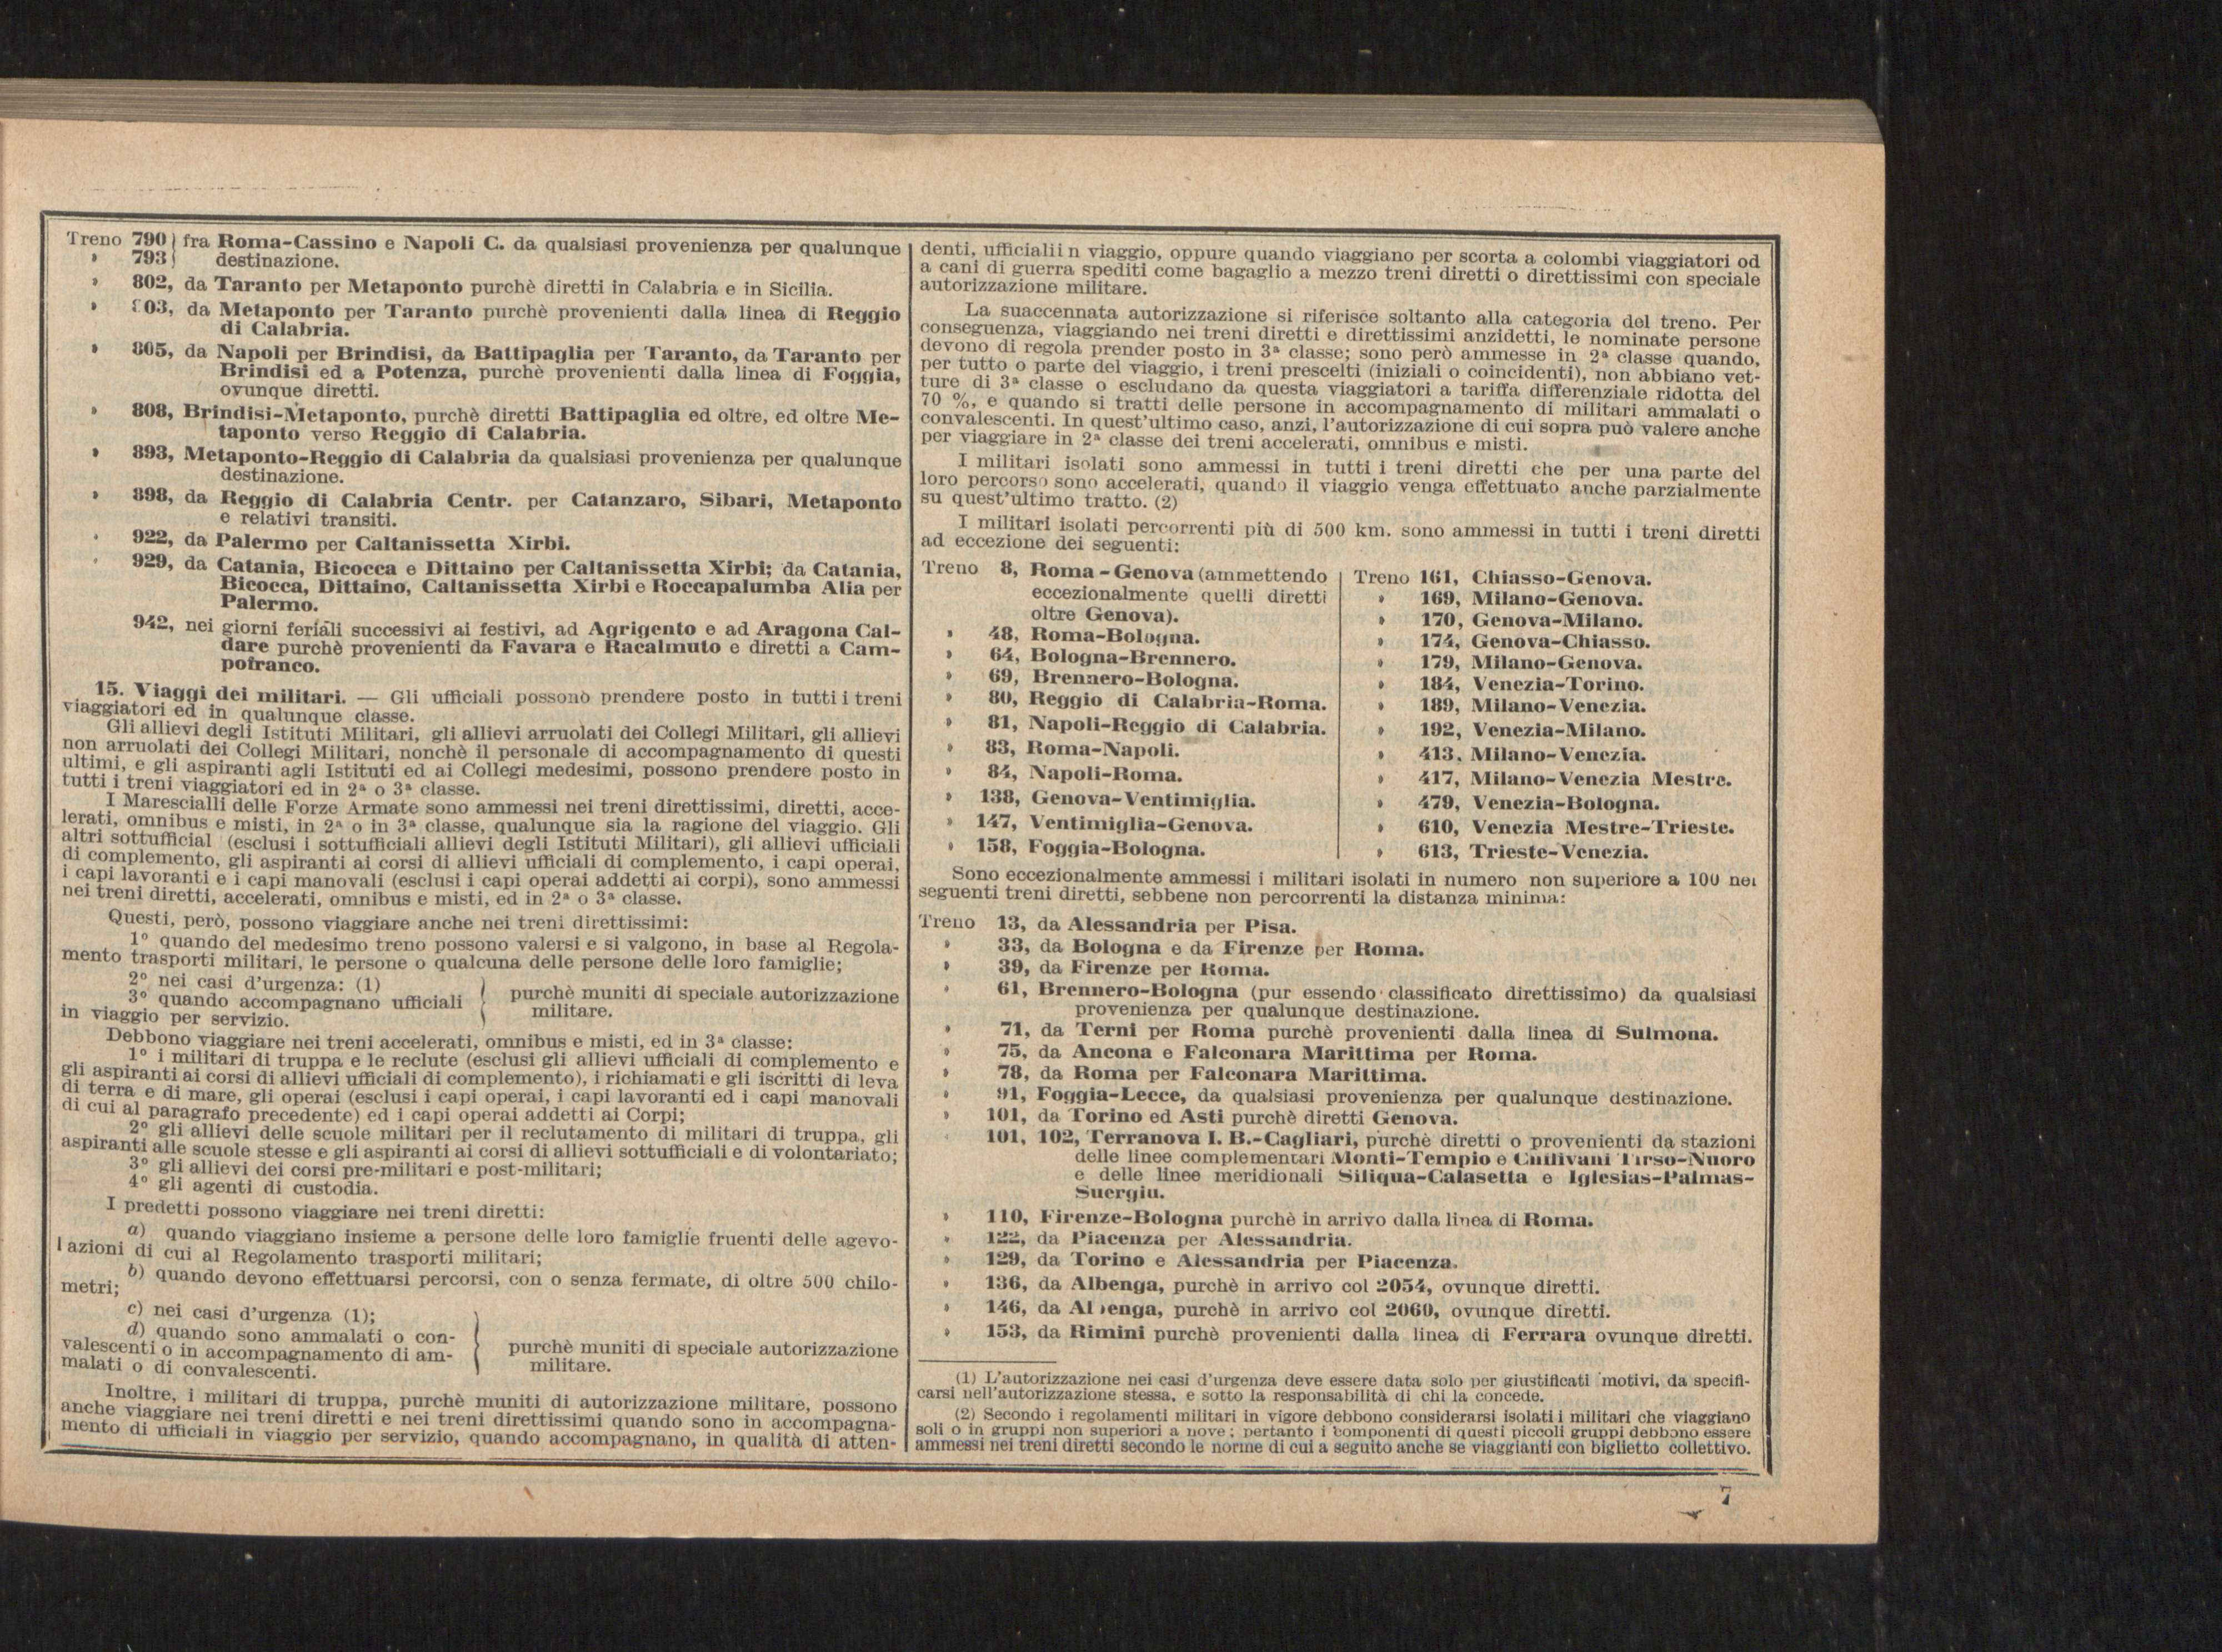 Treno 790 } fra Roma-Cassino e Napoli C. da qualsiasi provenienza per qualunque
» 793 } destinazione.
» 802, da Taranto per Metaponto purchè diretti in Calabria e in Sicilia.
» 803, da Metaponto per Taranto purchè provenienti dalla linea di Reggio
di Calabria.
» 805, da Napoli per Brindisi, da Battipaglia per Taranto, da Taranto per
Brindisi ed a Potenza, purchè provenienti dalla linea di Foggia,
ovunque diretti.
» 808, Brindisi-Metaponto, purchè diretti Battipaglia ed oltre, ed oltre Me-
taponto verso Reggio di Calabria.
» 893, Metaponto-Reggio di Calabria da qualsiasi provenienza per qualunque
destinazione.
» 898, da Reggio di Calabria Centr. per Catanzaro, Sibari, Metaponto
e relativi transiti.
» 922, da Palermo per Caltanissetta Xirbi.
» 929, da Catania, Bicocca e Dittaino per Caltanissetta Xirbi; da Catania,
Bicocca, Dittaino, Caltanissetta Xirbi e Roccapalumba Alia per
Palermo.
942, nei giorni feriali successivi ai festivi, ad Agrigento e ad Aragona Cal-
dare purchè provenienti da Favara e Racalmuto e diretti a Cam-
pofranco.
15. Viaggi dei militari. — Gli ufficiali possono prendere posto in tutti i treni
viaggiatori ed in qualunque classe.
Gli allievi degli Istituti Militari, gli allievi arruolati dei Collegi Militari, gli allievi
non arruolati dei Collegi Militari, nonchè il personale di accompagnamento di questi
ultimi, e gli aspiranti agli Istituti ed ai Collegi medesimi, possono prendere posto in
tutti i treni viaggiatori ed in 2ª o 3ª classe.
I Marescialli delle Forze Armate sono ammessi nei treni direttissimi, diretti, acce-
lerati, omnibus e misti, in 2ª o in 3ª classe, qualunque sia la ragione del viaggio. Gli
altri sottufficial (esclusi i sottufficiali allievi degli Istituti Militari), gli allievi ufficiali
di complemento, gli aspiranti ai corsi di allievi ufficiali di complemento, i capi operai,
i capi lavoranti e i capi manovali (esclusi i capi operai addetti ai corpi), sono ammessi
nei treni diretti, accelerati, omnibus e misti, ed in 2ª o 3ª classe.
Questi, però, possono viaggiare anche nei treni direttissimi:
1º quando del medesimo treno possono valersi e si valgono, in base al Regola-
mento trasporti militari, le persone o qualcuna delle persone delle loro famiglie;
2º nei casi d'urgenza: (1)
3º quando accompagnano ufficiali
in viaggio per servizio.
} purchè muniti di speciale autorizzazione
militare.
Debbono viaggiare nei treni accelerati, omnibus e misti, ed in 3ª classe:
1º i militari di truppa e le reclute (esclusi gli allievi ufficiali di complemento e
gli aspiranti ai corsi di allievi ufficiali di complemento), i richiamati e gli iscritti di leva
di terra e di mare, gli operai (esclusi i capi operai, i capi lavoranti ed i capi manovali
di cui al paragrafo precedente) ed i capi operai addetti ai Corpi;
2º gli allievi delle scuole militari per il reclutamento di militari di truppa, gli
aspiranti alle scuole stesse e gli aspiranti ai corsi di allievi sottufficiali e di volontariato;
3º gli allievi dei corsi pre-militari e post-militari;
4º gli agenti di custodia.
I predetti possono viaggiare nei treni diretti:
a) quando viaggiano insieme a persone delle loro famiglie fruenti delle agevo-
lazioni di cui al Regolamento trasporti militari;
b) quando devono effettuarsi percorsi, con o senza fermate, di oltre 500 chilo-
metri;
c) nei casi d'urgenza (1);
d) quando sono ammalati o con-
valescenti o in accompagnamento di am-
malati o di convalescenti.
} purchè muniti di speciale autorizzazione
militare.
Inoltre, i militari di truppa, purchè muniti di autorizzazione militare, possono
anche viaggiare nei treni diretti e nei treni direttissimi quando sono in accompagna-
mento di ufficiali in viaggio per servizio, quando accompagnano, in qualità di atten-
denti, ufficialii n viaggio, oppure quando viaggiano per scorta a colombi viaggiatori od
a cani di guerra spediti come bagaglio a mezzo treni diretti o direttissimi con speciale
autorizzazione militare.
La suaccennata autorizzazione si riferisce soltanto alla categoria del treno. Per
conseguenza, viaggiando nei treni diretti e direttissimi anzidetti, le nominate persone
devono di regola prender posto in 3ª classe; sono però ammesse in 2ª classe quando,
per tutto o parte del viaggio, i treni prescelti (iniziali o coincidenti), non abbiano vet-
ture di 3ª classe o escludano da questa viaggiatori a tariffa differenziale ridotta del
70 %, e quando si tratti delle persone in accompagnamento di militari ammalati o
convalescenti. In quest'ultimo caso, anzi, l'autorizzazione di cui sopra può valere anche
per viaggiare in 2ª classe dei treni accelerati, omnibus e misti.
I militari isolati sono ammessi in tutti i treni diretti che per una parte del
loro percorso sono accelerati, quando il viaggio venga effettuato anche parzialmente
su quest'ultimo tratto. (2)
I militari isolati percorrenti più di 500 km. sono ammessi in tutti i treni diretti
ad eccezione dei seguenti:
Treno 8, Roma-Genova (ammettendo
eccezionalmente quelli diretti
oltre Genova).
» 48, Roma-Bologna.
» 64, Bologna-Brennero.
» 69, Brennero-Bologna.
» 80, Reggio di Calabria-Roma.
» 81, Napoli-Reggio di Calabria.
» 83, Roma-Napoli.
» 84, Napoli-Roma.
» 138, Genova-Ventimiglia.
» 147, Ventimiglia-Genova.
» 158, Foggia-Bologna.
Treno 161, Chiasso-Genova.
» 169, Milano-Genova.
» 170, Genova-Milano.
» 174, Genova-Chiasso.
» 179, Milano-Genova.
» 184, Venezia-Torino.
» 189, Milano-Venezia.
» 192, Venezia-Milano.
» 413, Milano-Venezia.
» 417, Milano-Venezia Mestre.
» 479, Venezia-Bologna.
» 610, Venezia Mestre-Trieste.
» 613, Trieste-Venezia.
Sono eccezionalmente ammessi i militari isolati in numero non superiore a 100 nei
seguenti treni diretti, sebbene non percorrenti la distanza minima:
Treno 13, da Alessandria per Pisa.
» 33, da Bologna e da Firenze per Roma.
» 39, da Firenze per Roma.
» 61, Brennero-Bologna (pur essendo classificato direttissimo) da qualsiasi
provenienza per qualunque destinazione.
» 71, da Terni per Roma purchè provenienti dalla linea di Sulmona.
» 75, da Ancona e Falconara Marittima per Roma.
» 78, da Roma per Falconara Marittima.
» 91, Foggia-Lecce, da qualsiasi provenienza per qualunque destinazione.
» 101, da Torino ed Asti purchè diretti Genova.
» 101, 102, Terranova I. B.-Cagliari, purchè diretti o provenienti da stazioni
delle linee complementari Monti-Tempio e Chilivani Tirso-Nuoro
e delle linee meridionali Siliqua-Calasetta e Iglesias-Palmas-
Suergiu.
» 110, Firenze-Bologna purchè in arrivo dalla linea di Roma.
» 122, da Piacenza per Alessandria.
» 129, da Torino e Alessandria per Piacenza.
» 136, da Albenga, purchè in arrivo col 2054, ovunque diretti.
» 146, da Albenga, purchè in arrivo col 2060, ovunque diretti.
» 153, da Rimini purchè provenienti dalla linea di Ferrara ovunque diretti.
(1) L'autorizzazione nei casi d'urgenza deve essere data solo per giustificati motivi, da specifi-
carsi nell'autorizzazione stessa, e sotto la responsabilità di chi la concede.
(2) Secondo i regolamenti militari in vigore debbono considerarsi isolati i militari che viaggiano
soli o in gruppi non superiori a nove; pertanto i componenti di questi piccoli gruppi debbono essere
ammessi nei treni diretti secondo le norme di cui a seguito anche se viaggianti con biglietto collettivo.
7